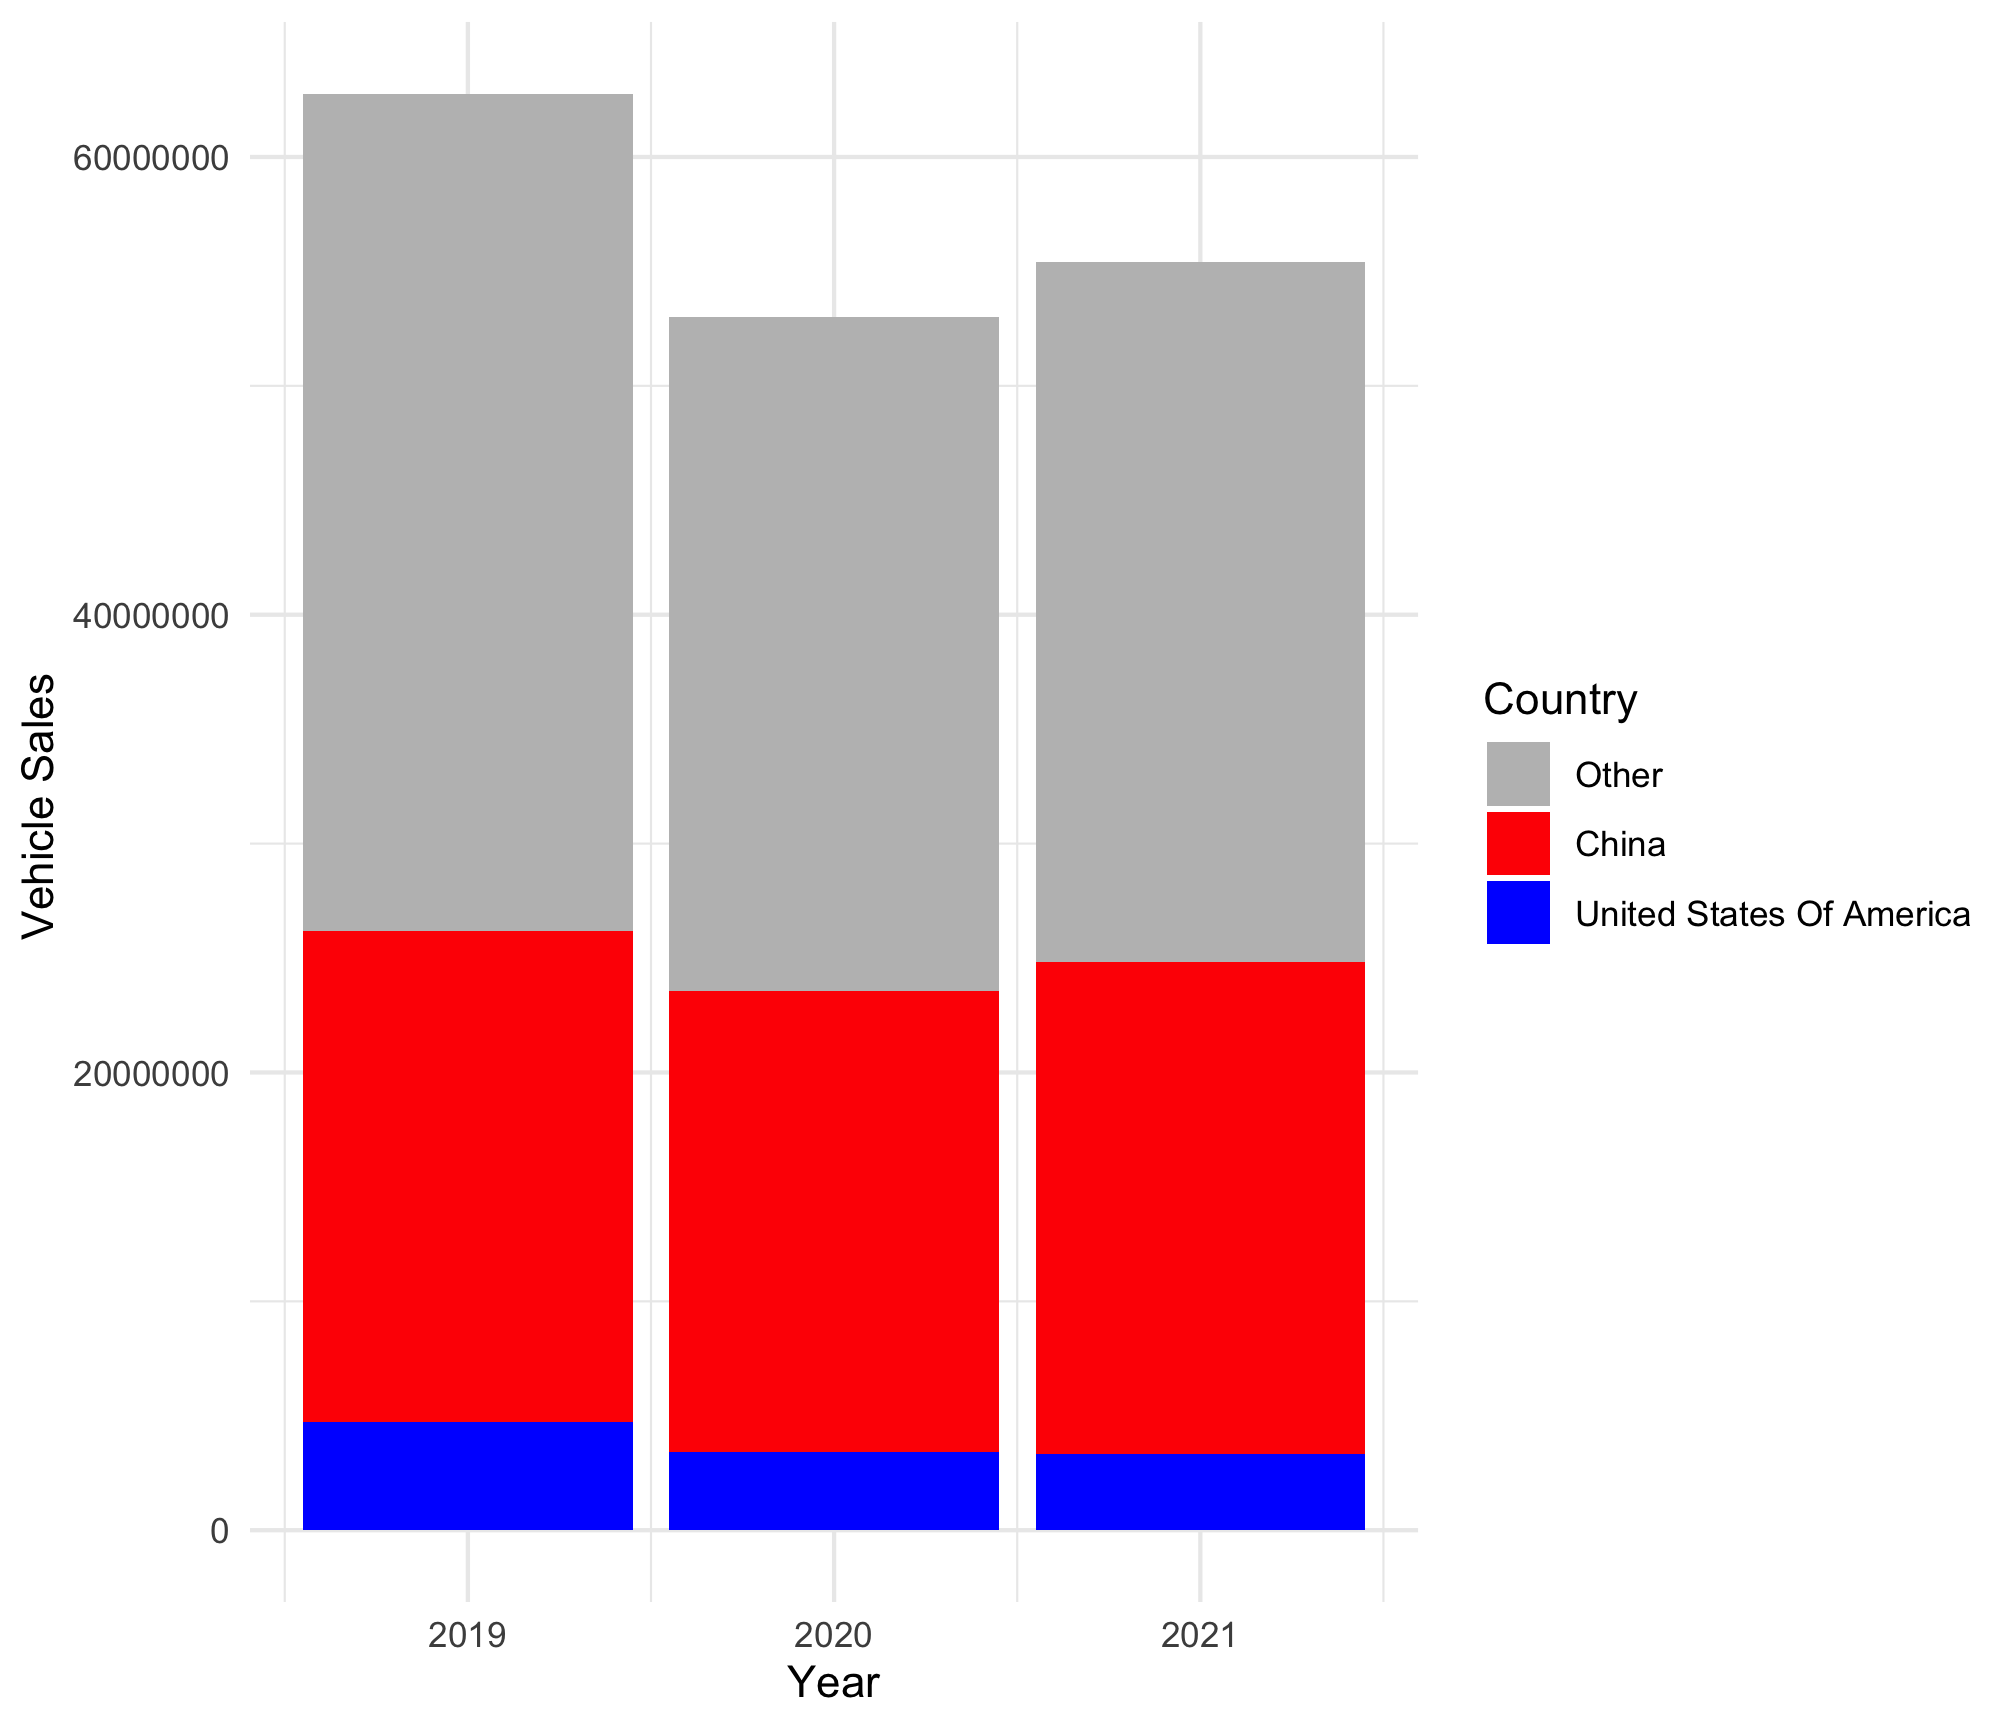 60000000
40000000
20000000
0
Vehicle Sales
2019
2020
2021
Year
Country
Other
China
United States Of America